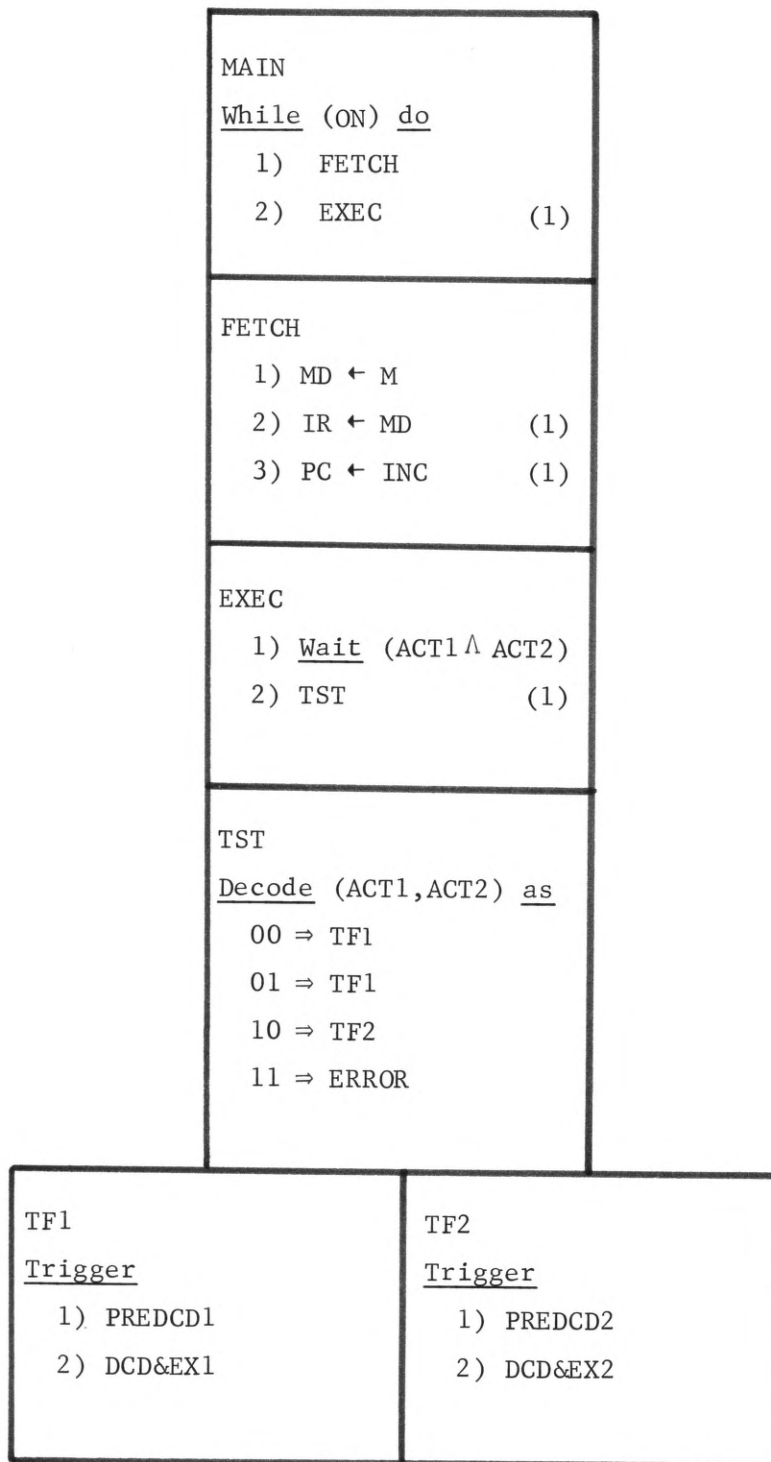 MAIN
While (ON) do
1) FETCH
2) EXEC (1)
FETCH
1) MD ← M
2) IR ← MD (1)
3) PC ← INC (1)
EXEC
1) Wait (ACT1 Λ ACT2)
2) TST (1)
TST
Decode (ACT1,ACT2) as
00 ⇒ TF1
01 ⇒ TF1
10 ⇒ TF2
11 ⇒ ERROR
TF1
Trigger
1) PREDCD1
2) DCD&EX1
TF2
Trigger
1) PREDCD2
2) DCD&EX2